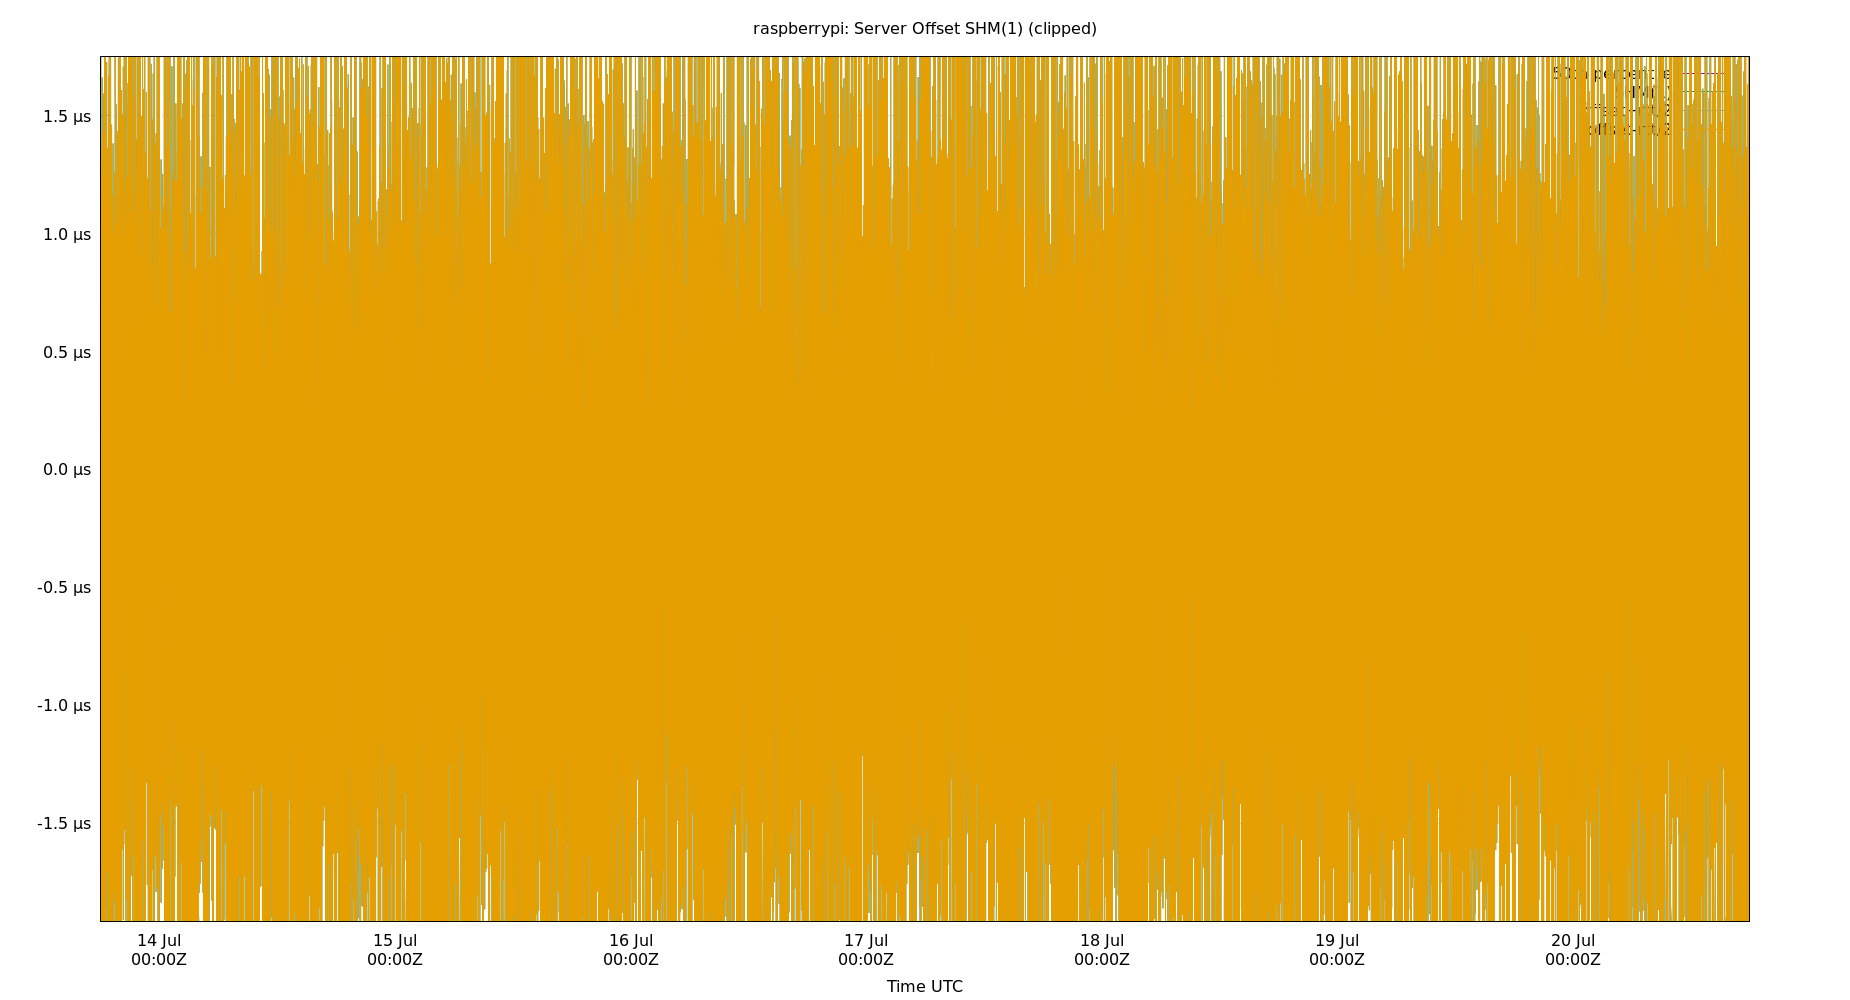 raspberrypi: Server Offset SHM(1) (clipped)
1.5 µs
1.0 µs
0.5 µs
0.0 µs
-0.5 µs
-1.0 µs
-1.5 µs
14 Jul 15 Jul 16 Jul 17 Jul 18 Jul 19 Jul 20 Jul
00:00Z 00:00Z 00:00Z 00:00Z 00:00Z 00:00Z 00:00Z
Time UTC